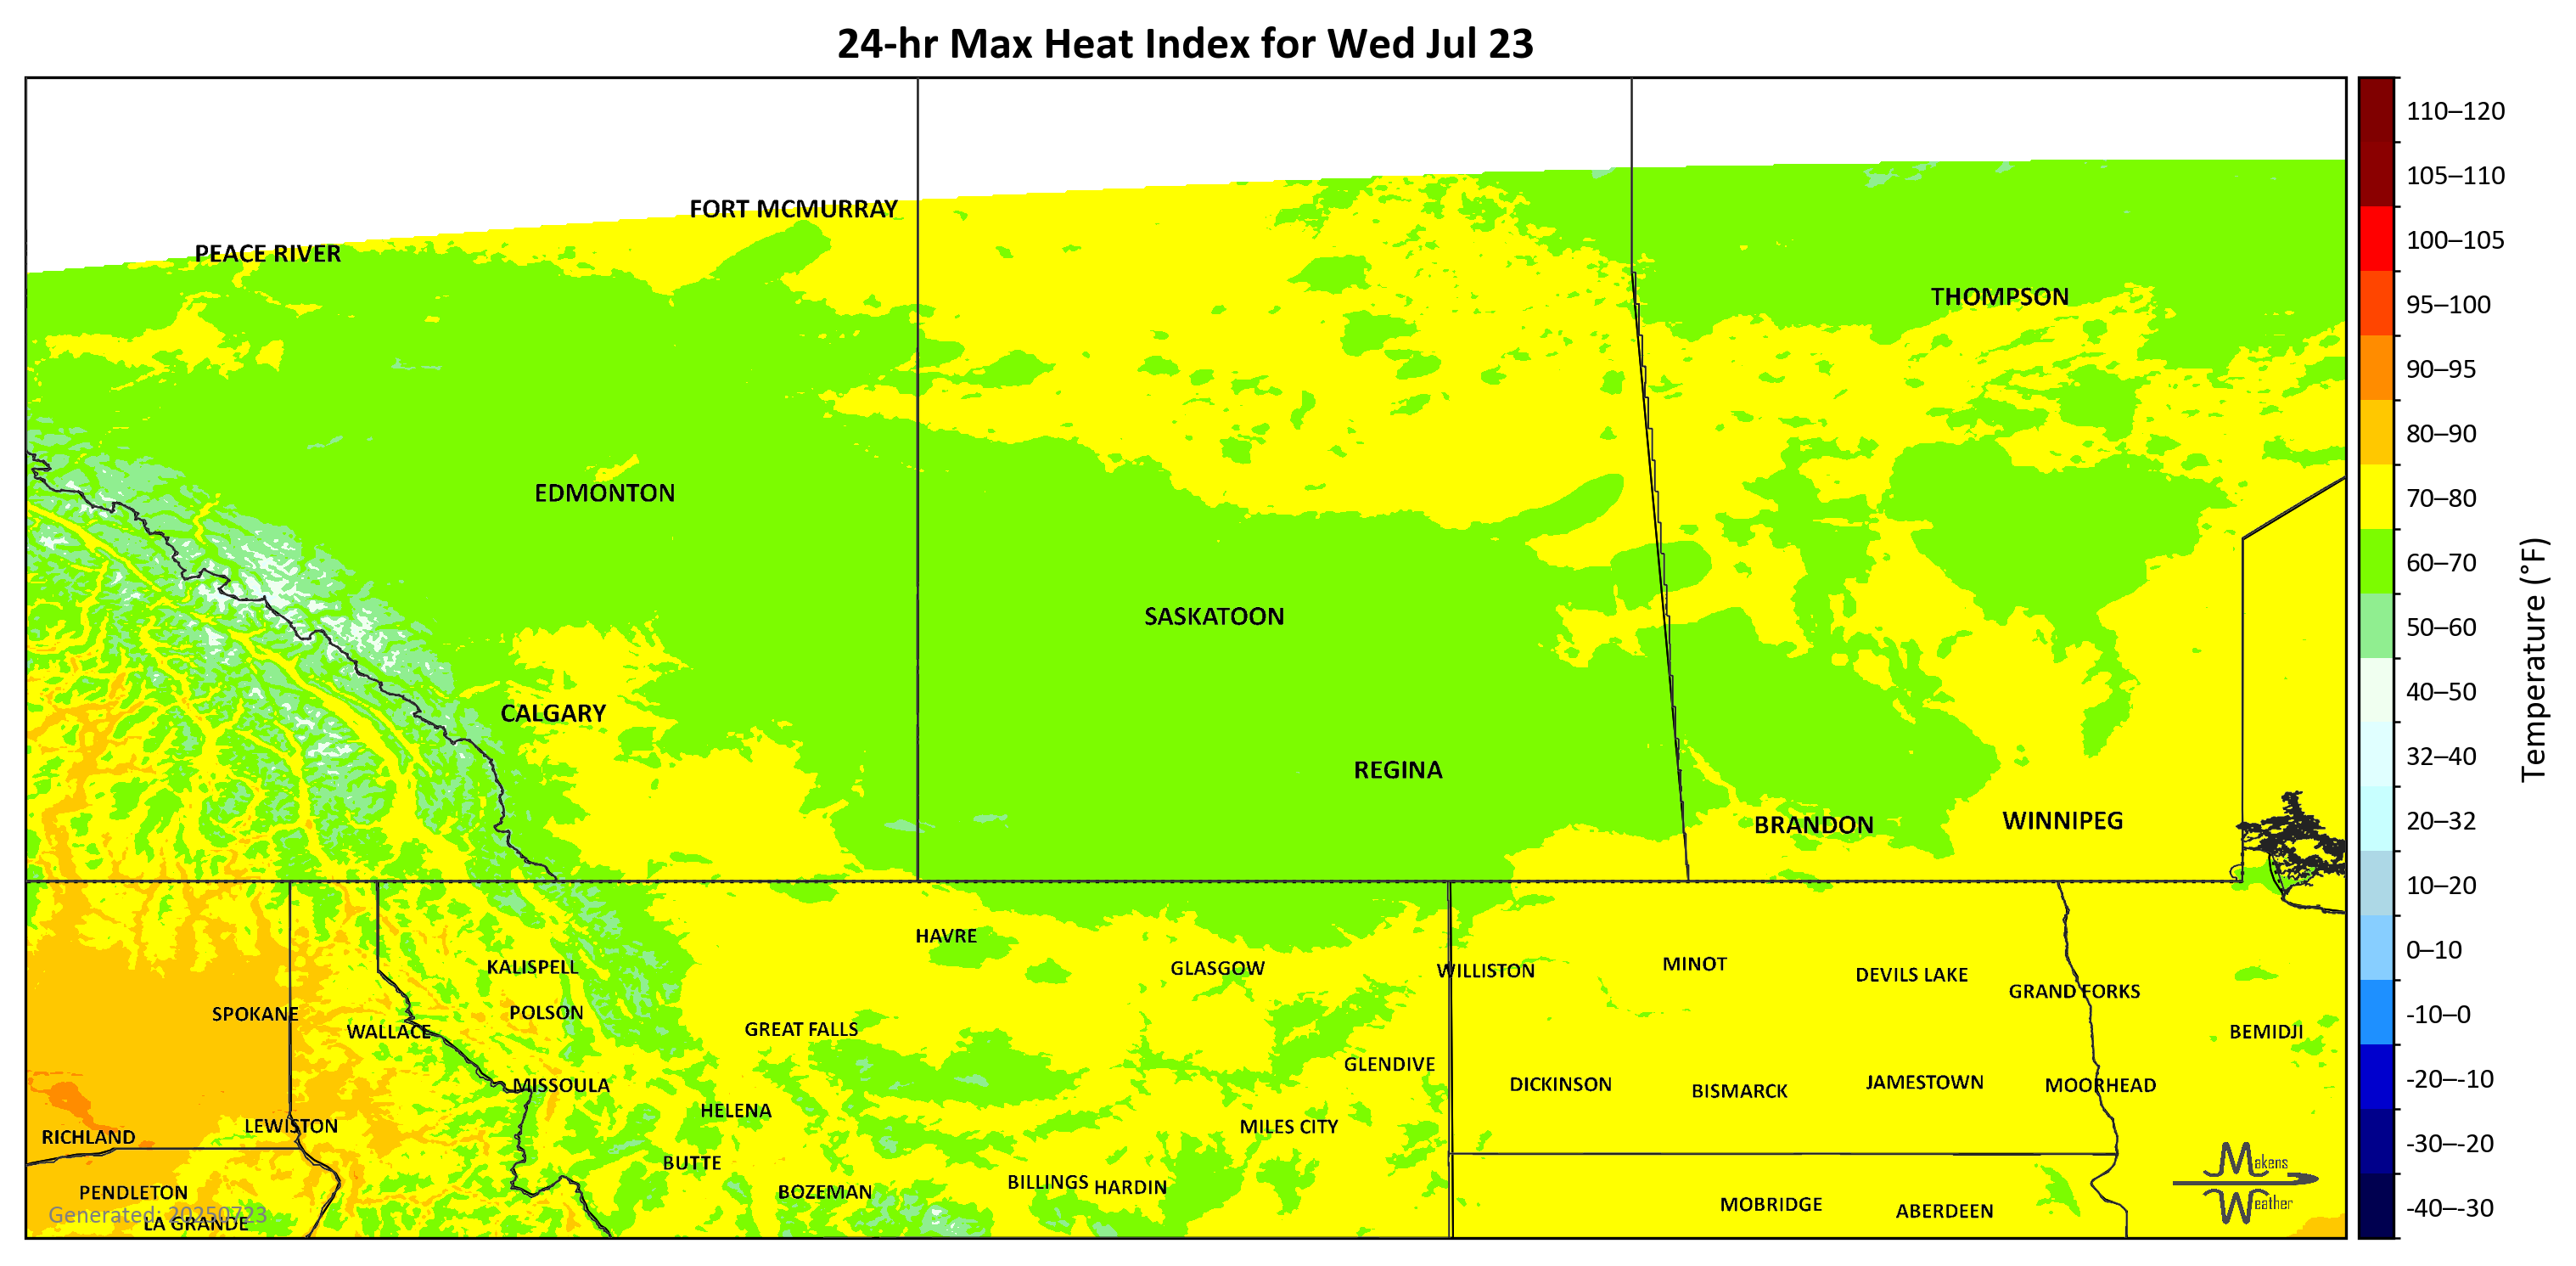 24-hr Max Heat Index for Wed Jul 23
FORT MCMURRAY
PEACE RIVER
THOMPSON
EDMONTON
SASKATOON
CALGARY
REGINA
BRANDON
WINNIPEG
HAVRE
KALISPELL
GLASGOW
WILLISTON
MINOT
DEVILS LAKE
GRAND FORKS
SPOKANE
WALLACE
POLSON
GREAT FALLS
BEMIDJI
GLENDIVE
MISSOULA
DICKINSON
BISMARCK
JAMESTOWN
MOORHEAD
HELENA
RICHLAND
LEWISTON
MILES CITY
BUTTE
PENDLETON
BOZEMAN
BILLINGS
HARDIN
MOBRIDGE
ABERDEEN
Generated: 20250723
LA GRANDE
Makens
Weather
110–120
105–110
100–105
95–100
90–95
80–90
70–80
60–70
50–60
40–50
32–40
20–32
10–20
0–10
-10–0
-20–-10
-30–-20
-40–-30
Temperature (°F)